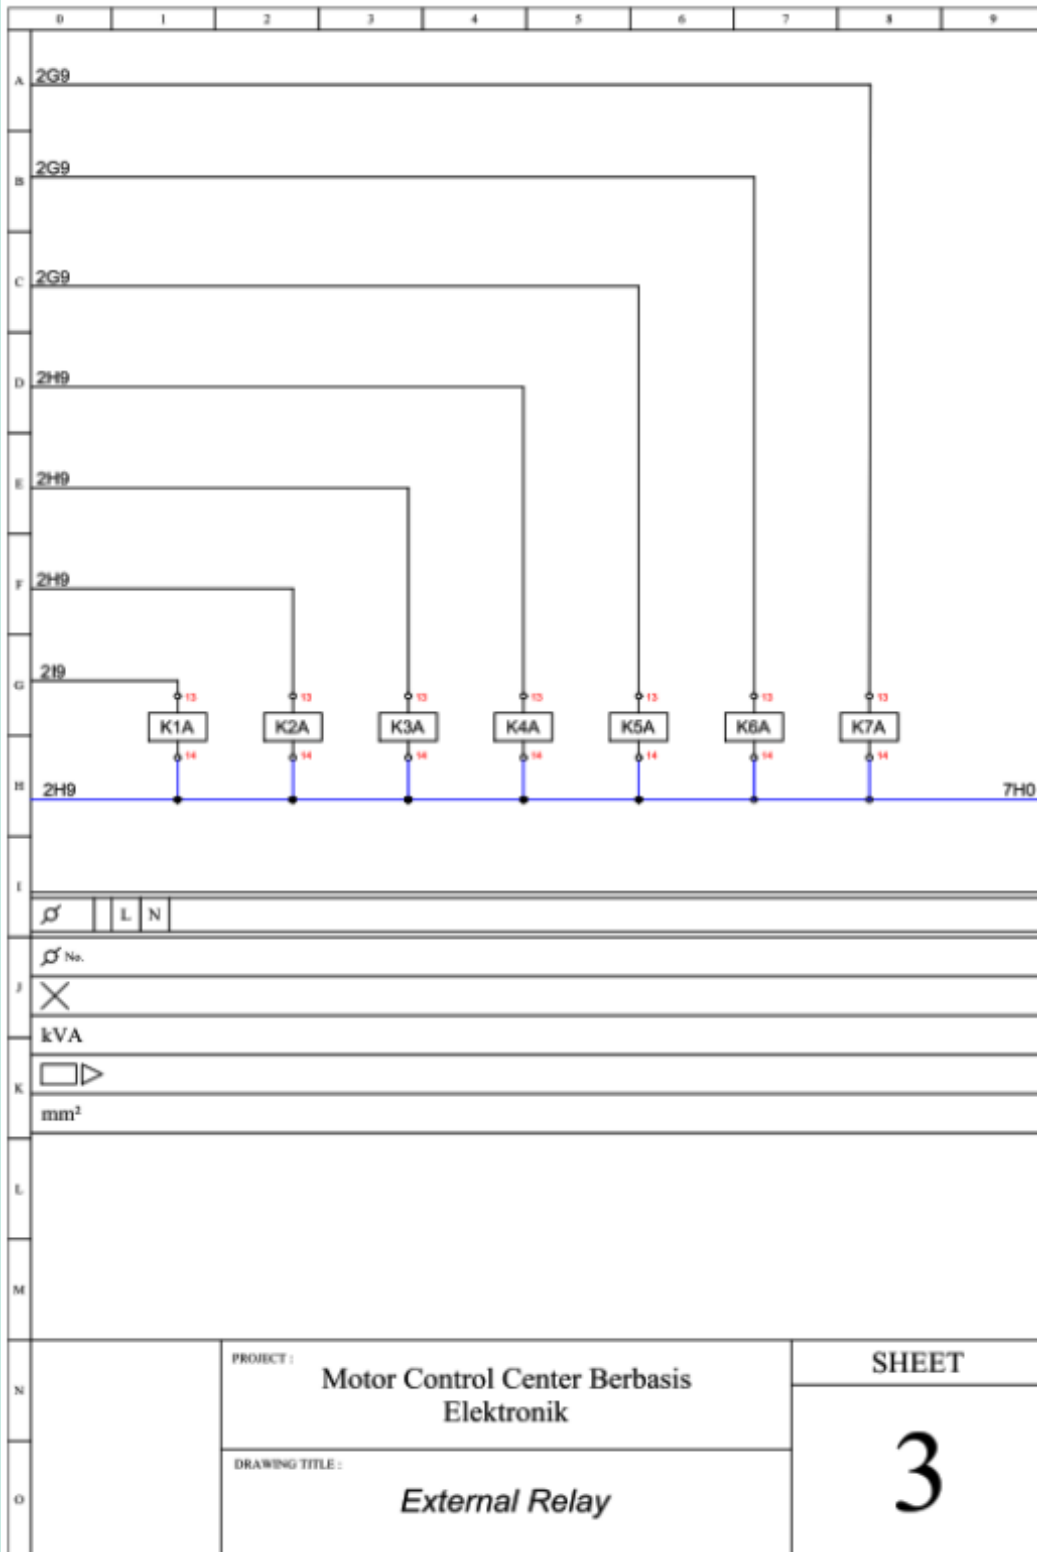 0 1 2 3 4 5 6 7 8 9
A 2G9
B 2G9
C 2G9
D 2H9
E 2H9
F 2H9
G 2I9
13 13 13 13 13 13 13
K1A K2A K3A K4A K5A K6A K7A
14 14 14 14 14 14 14
H 2H9 7H0
I
L N
No.
J
kVA
K
mm²
L
M
N
O
PROJECT :
Motor Control Center Berbasis
Elektronik
DRAWING TITLE :
External Relay
SHEET
3